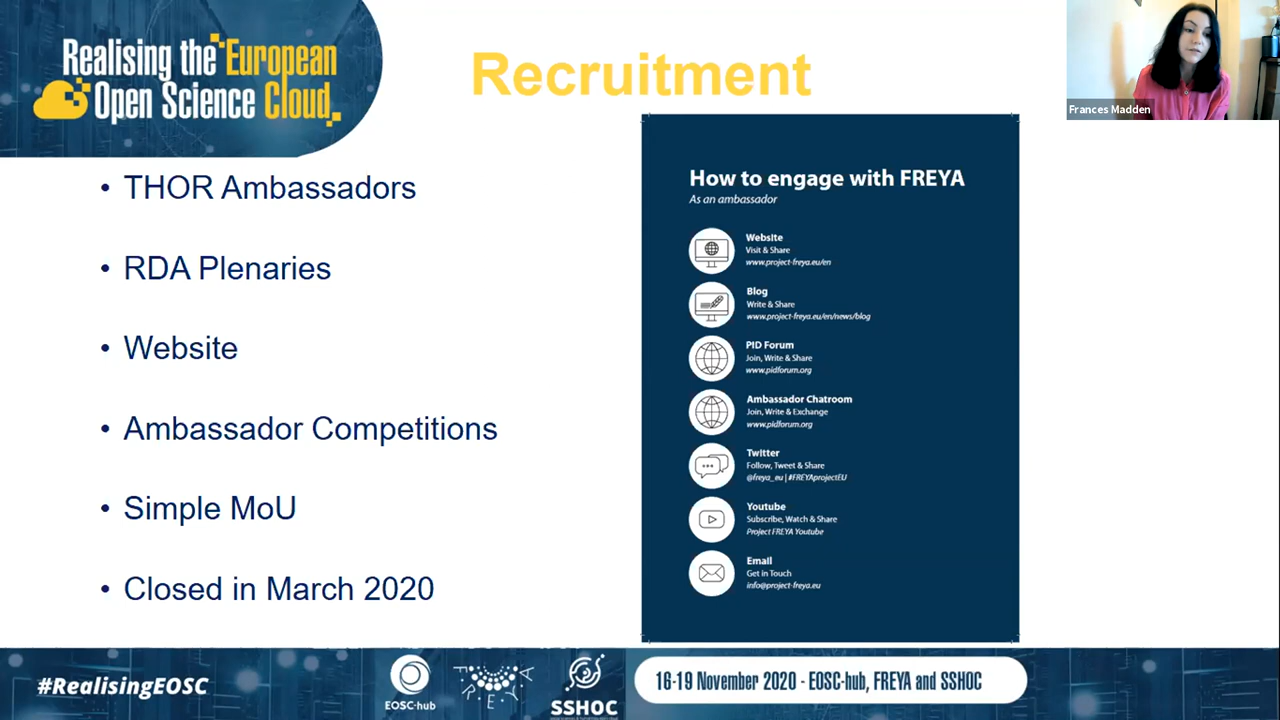 Realising the European
Open Science Cloud
Recruitment
Frances Madden
• THOR Ambassadors
• RDA Plenaries
• Website
• Ambassador Competitions
• Simple MoU
• Closed in March 2020
How to engage with FREYA
As an ambassador
Website
Visit & Share
www.project-freya.eu/en
Blog
Write & Share
www.project-freya.eu/en/news/blog
PID Forum
Join, Write & Share
www.pidforum.org
Ambassador Chatroom
Join, Write & Exchange
www.pidforum.org
Twitter
Follow, Tweet & Share
@freya_eu | #FREYAprojectEU
Youtube
Subscribe, Watch & Share
Project FREYA Youtube
Email
Get in Touch
info@project-freya.eu
#RealisingEOSC
EOSC-hub
FREYA
SSHOC
16-19 November 2020 - EOSC-hub, FREYA and SSHOC